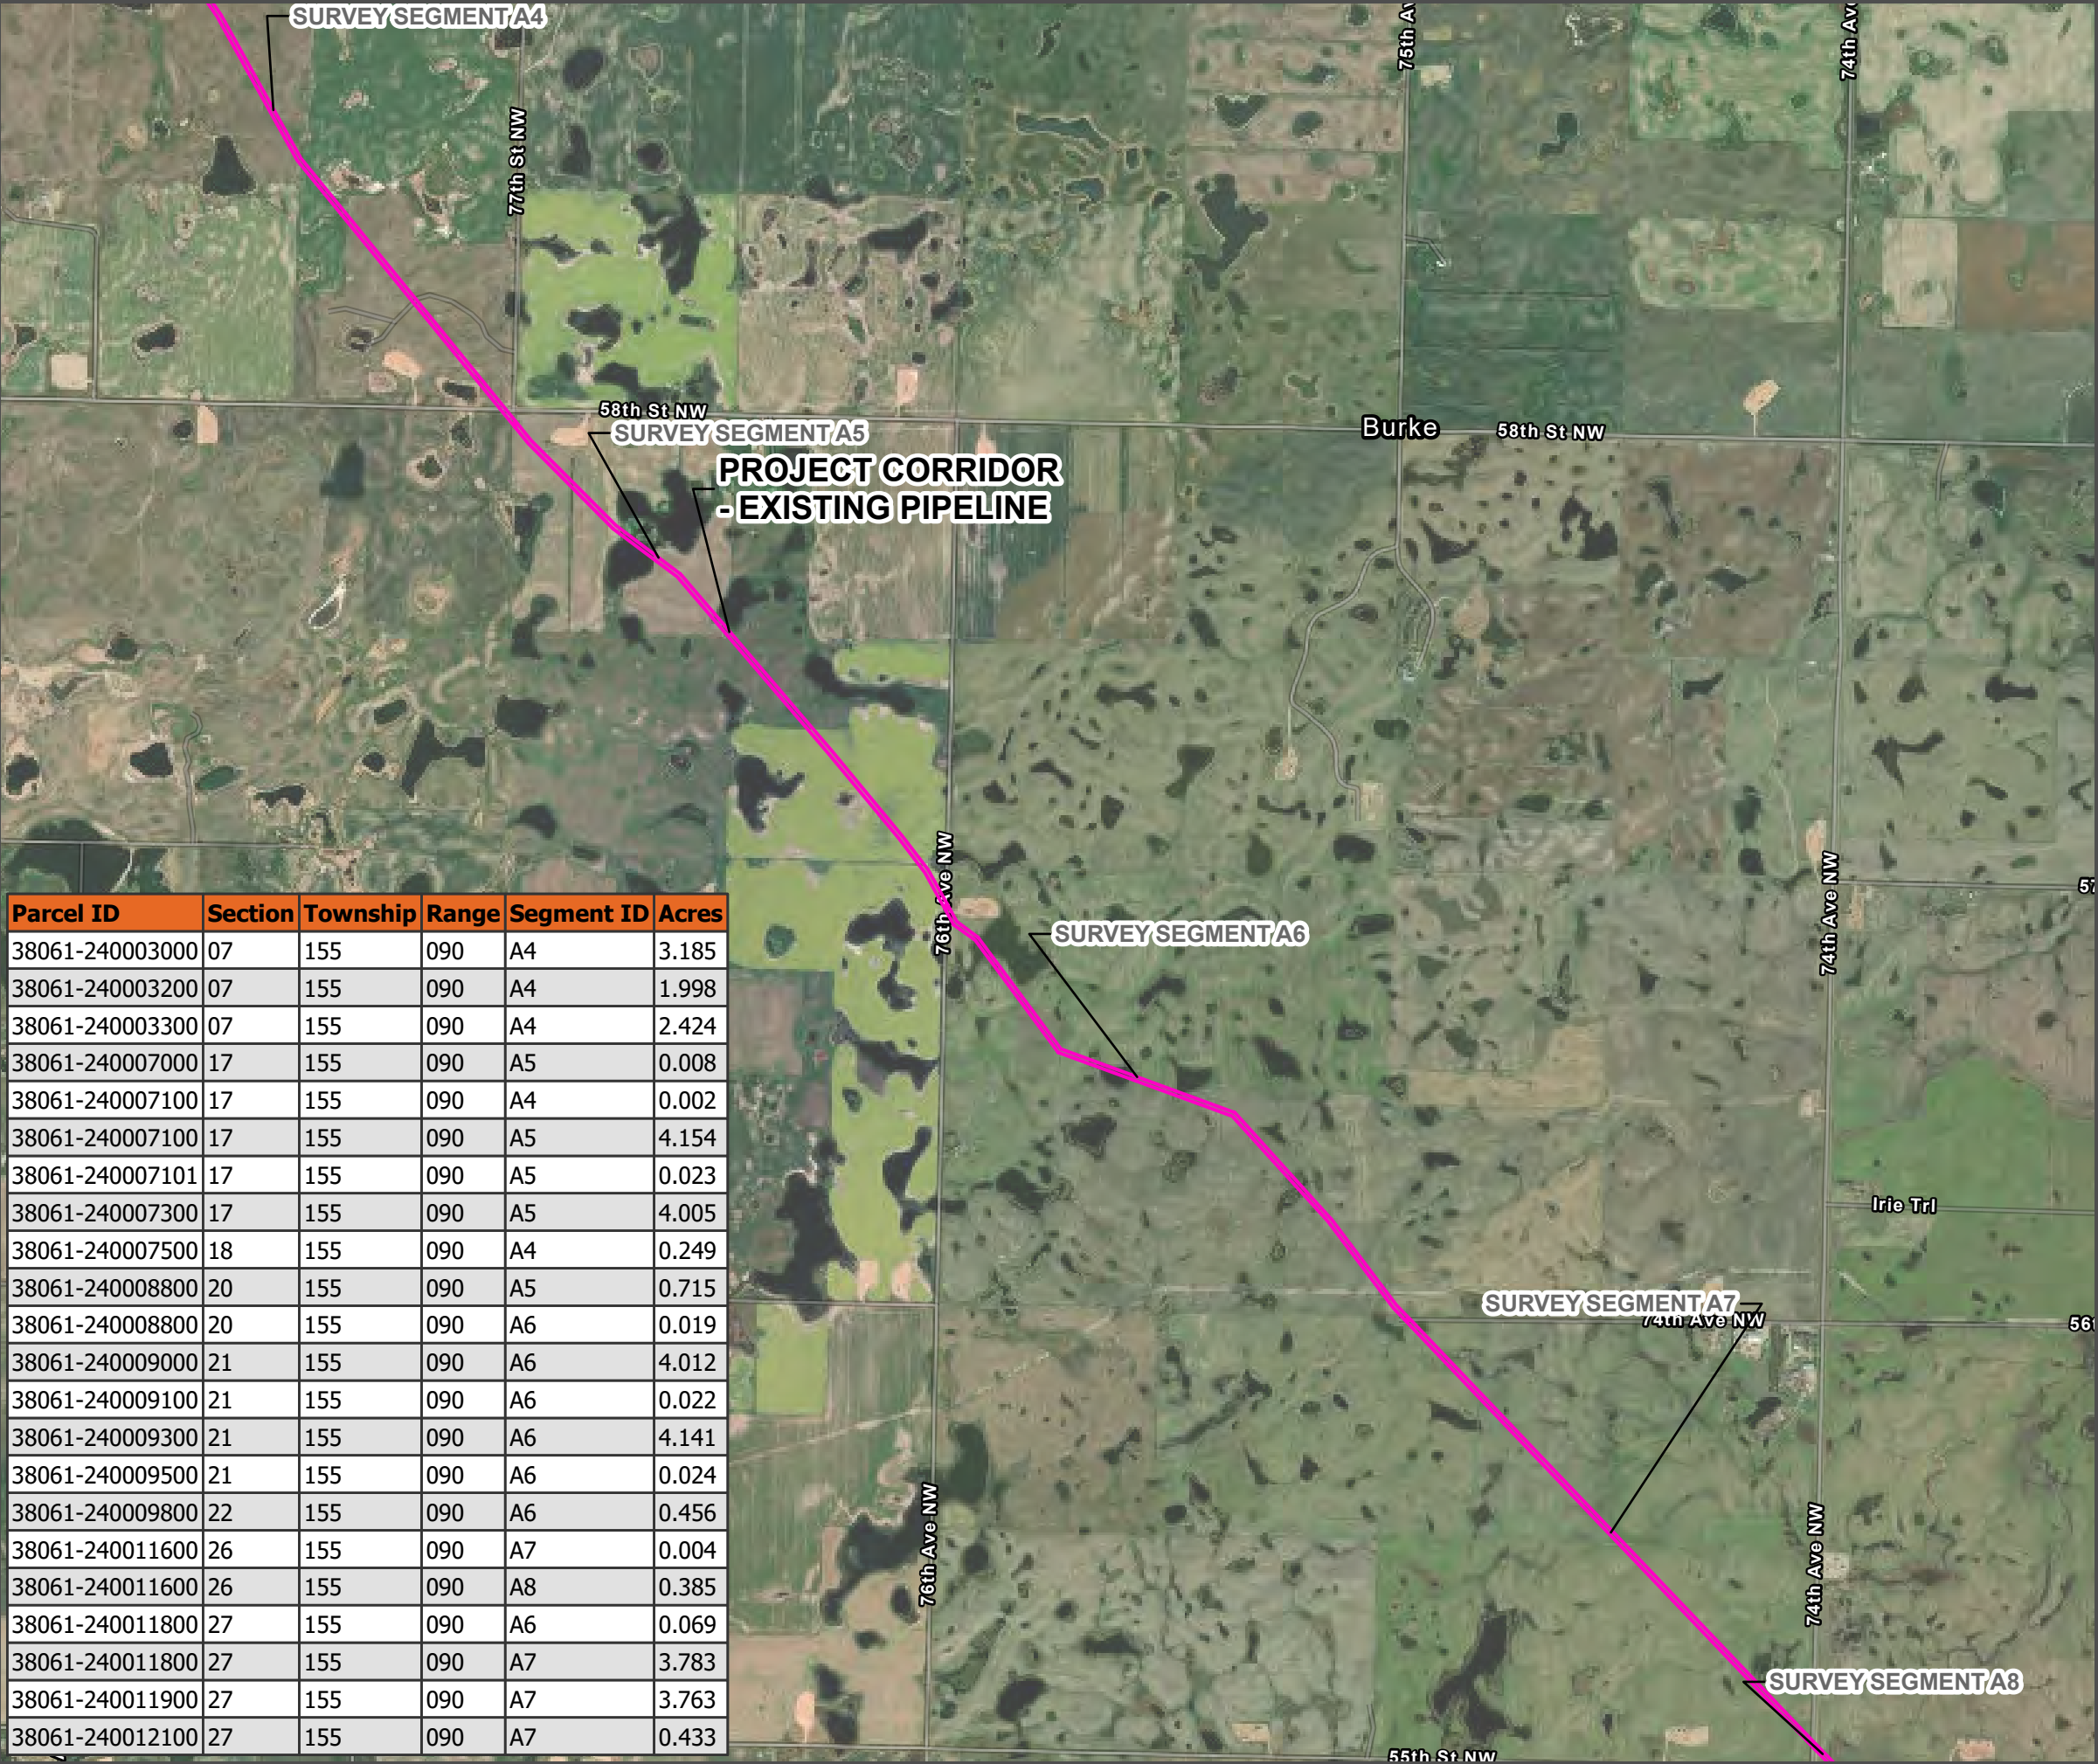 SURVEY SEGMENT A4
75th Av
74th Ave
77th St NW
58th St NW
SURVEY SEGMENT A5
Burke
58th St NW
PROJECT CORRIDOR
- EXISTING PIPELINE
76th Ave NW
74th Ave NW
57
SURVEY SEGMENT A6
Irie Trl
SURVEY SEGMENT A7
74th Ave NW
56t
76th Ave NW
74th Ave NW
SURVEY SEGMENT A8
55th St NW
Parcel ID Section Township Range Segment ID Acres
38061-240003000 07 155 090 A4 3.185
38061-240003200 07 155 090 A4 1.998
38061-240003300 07 155 090 A4 2.424
38061-240007000 17 155 090 A5 0.008
38061-240007100 17 155 090 A4 0.002
38061-240007100 17 155 090 A5 4.154
38061-240007101 17 155 090 A5 0.023
38061-240007300 17 155 090 A5 4.005
38061-240007500 18 155 090 A4 0.249
38061-240008800 20 155 090 A5 0.715
38061-240008800 20 155 090 A6 0.019
38061-240009000 21 155 090 A6 4.012
38061-240009100 21 155 090 A6 0.022
38061-240009300 21 155 090 A6 4.141
38061-240009500 21 155 090 A6 0.024
38061-240009800 22 155 090 A6 0.456
38061-240011600 26 155 090 A7 0.004
38061-240011600 26 155 090 A8 0.385
38061-240011800 27 155 090 A6 0.069
38061-240011800 27 155 090 A7 3.783
38061-240011900 27 155 090 A7 3.763
38061-240012100 27 155 090 A7 0.433